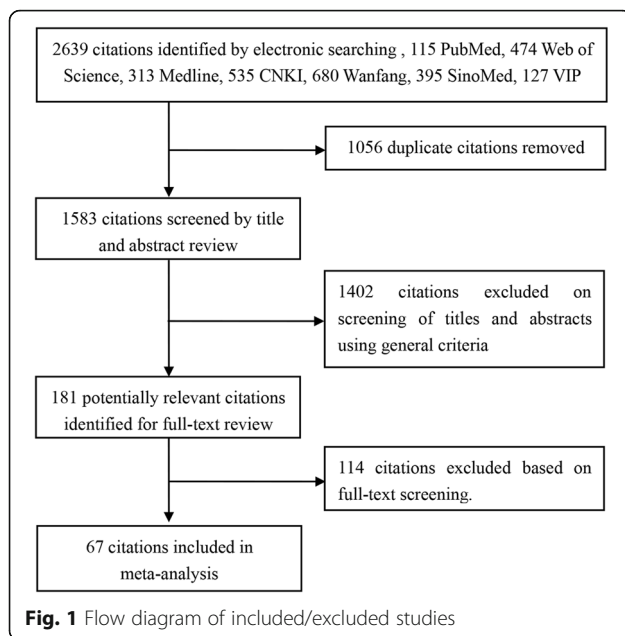 2639 citations identified by electronic searching , 115 PubMed, 474 Web of
Science, 313 Medline, 535 CNKI, 680 Wanfang, 395 SinoMed, 127 VIP
1056 duplicate citations removed
1583 citations screened by title
and abstract review
1402 citations excluded on
screening of titles and abstracts
using general criteria
181 potentially relevant citations
identified for full-text review
114 citations excluded based on
full-text screening.
67 citations included in
meta-analysis
Fig. 1 Flow diagram of included/excluded studies